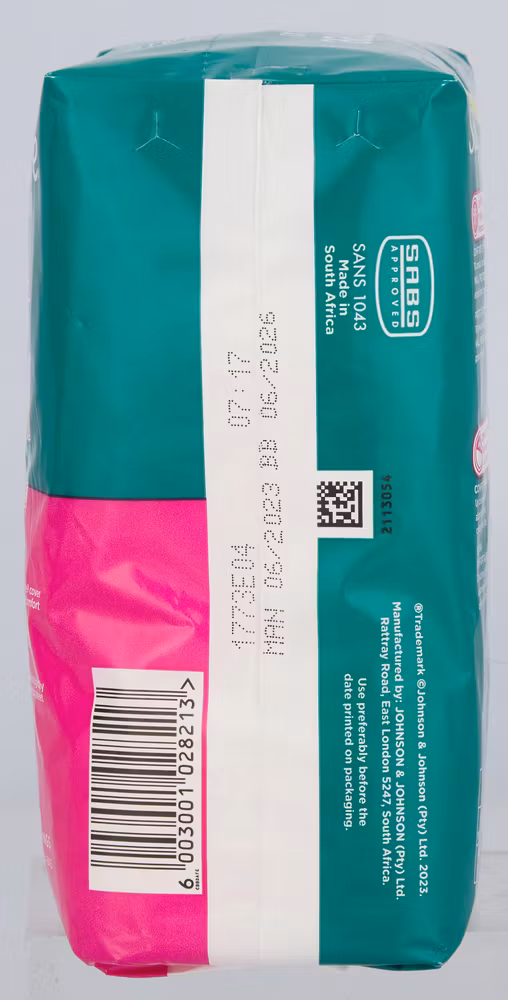 SABS
APPROVED
SANS 1043
Made in
South Africa
2113054
1773E04 07:17
MAN 06/2023 BB 06/2026
®Trademark ©Johnson & Johnson (Pty) Ltd. 2023.
Manufactured by: JOHNSON & JOHNSON (Pty) Ltd.
Rattray Road, East London 5247, South Africa.
Use preferably before the
date printed on packaging.
6 003001 028213 >